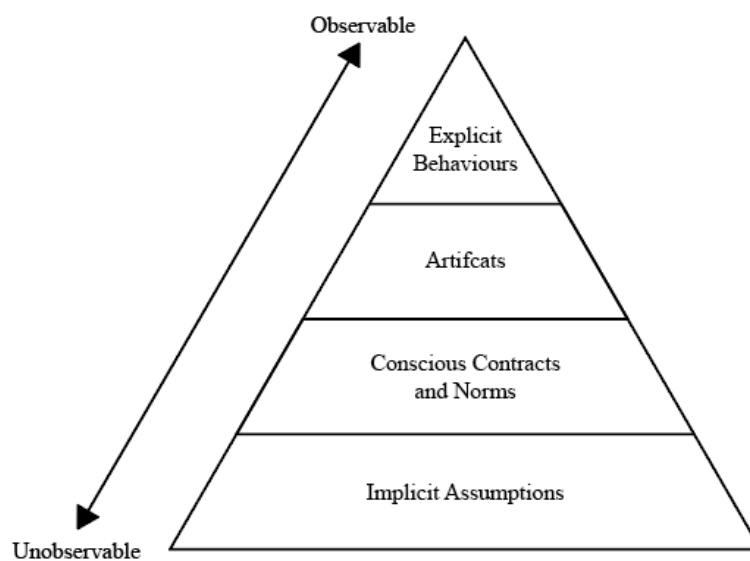 Observable
Explicit
Behaviours
Artifcats
Conscious Contracts
and Norms
Implicit Assumptions
Unobservable